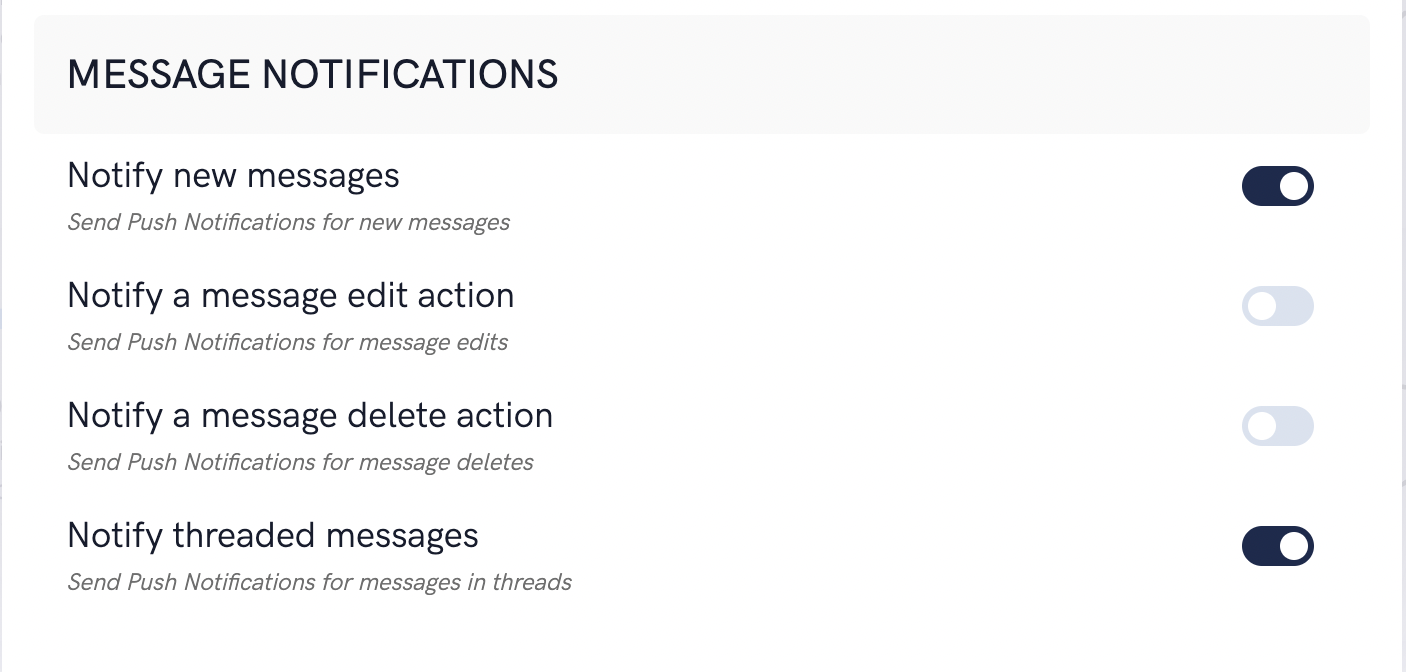 MESSAGE NOTIFICATIONS
Notify new messages
Send Push Notifications for new messages
Notify a message edit action
Send Push Notifications for message edits
Notify a message delete action
Send Push Notifications for message deletes
Notify threaded messages
Send Push Notifications for messages in threads